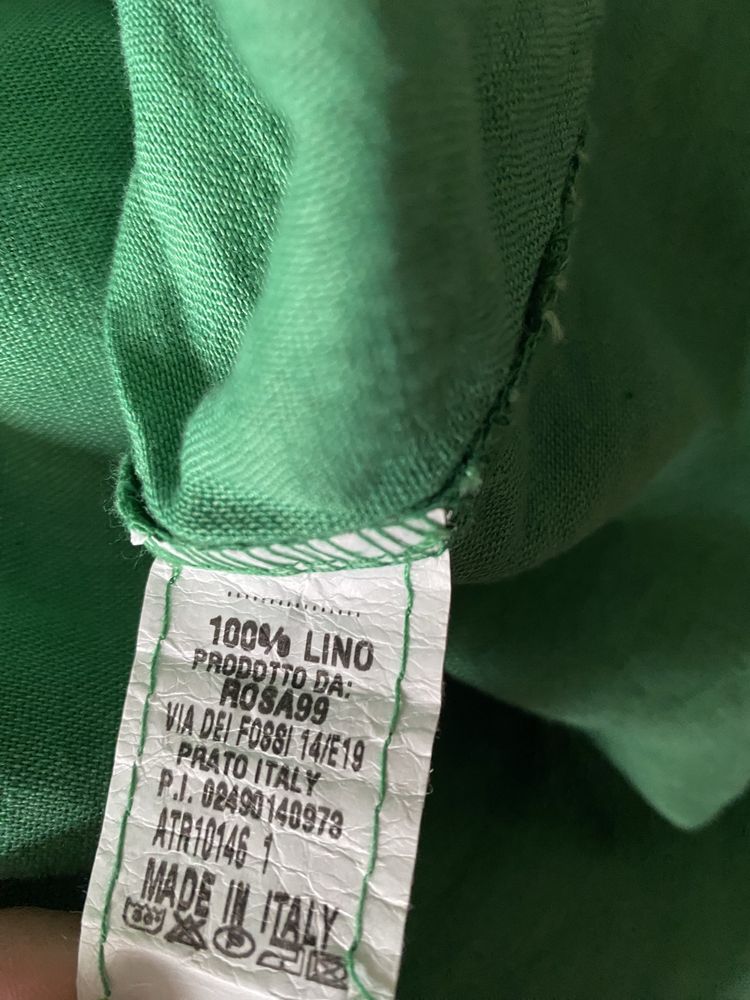 100% LINO
PRODOTTO DA:
ROSA99
VIA DEI FOSSI 14/E19
PRATO ITALY
P.I. 02490140973
ATR10146 1
MADE IN ITALY
P